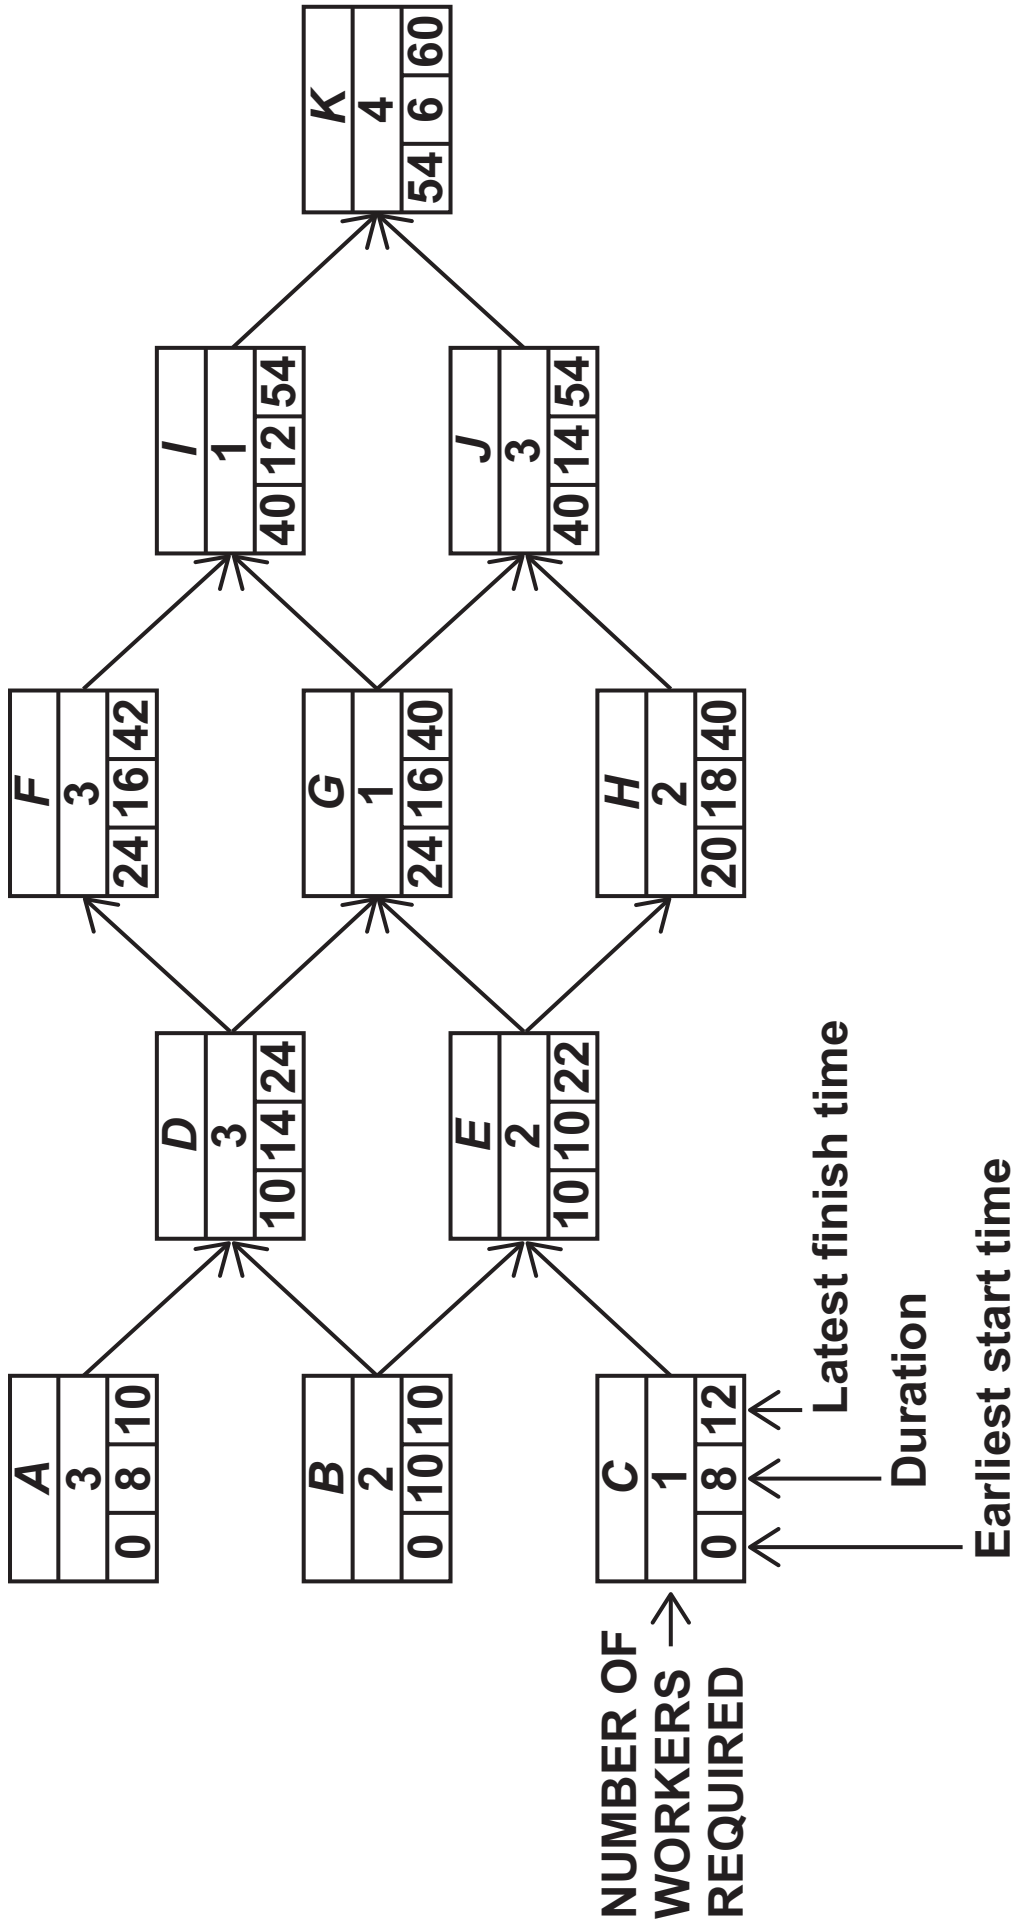 A
3
0 8 10
B
2
0 10 10
C
1
0 8 12
D
3
10 14 24
E
2
10 10 22
F
3
24 16 42
G
1
24 16 40
H
2
20 18 40
I
1
40 12 54
J
3
40 14 54
K
4
54 6 60
NUMBER OF
WORKERS
REQUIRED
Latest finish time
Duration
Earliest start time